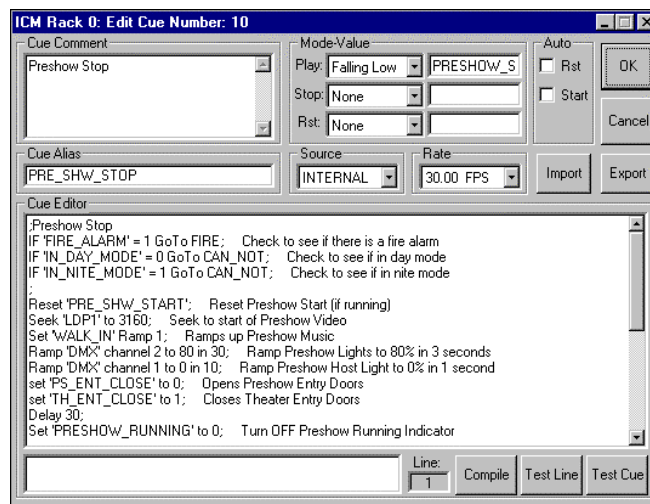 ICM Rack 0: Edit Cue Number: 10
Cue Comment
Preshow Stop
Mode-Value
Play: Falling Low PRESHOW_S
Stop: None
Rst: None
Auto
Rst
Start
OK
Cancel
Cue Alias
PRE_SHW_STOP
Source
INTERNAL
Rate
30.00 FPS
Import
Export
Cue Editor
;Preshow Stop
IF 'FIRE_ALARM' = 1 GoTo FIRE; Check to see if there is a fire alarm
IF 'IN_DAY_MODE' = 0 GoTo CAN_NOT; Check to see if in day mode
IF 'IN_NITE_MODE' = 1 GoTo CAN_NOT; Check to see if in nite mode
;
Reset 'PRE_SHW_START'; Reset Preshow Start (if running)
Seek 'LDP1' to 3160; Seek to start of Preshow Video
Set 'WALK_IN' Ramp 1; Ramps up Preshow Music
Ramp 'DMX' channel 2 to 80 in 30; Ramp Preshow Lights to 80% in 3 seconds
Ramp 'DMX' channel 1 to 0 in 10; Ramp Preshow Host Light to 0% in 1 second
set 'PS_ENT_CLOSE' to 0; Opens Preshow Entry Doors
set 'TH_ENT_CLOSE' to 1; Closes Theater Entry Doors
Delay 30;
Set 'PRESHOW_RUNNING' to 0; Turn OFF Preshow Running Indicator
Line:
1
Compile
Test Line
Test Cue